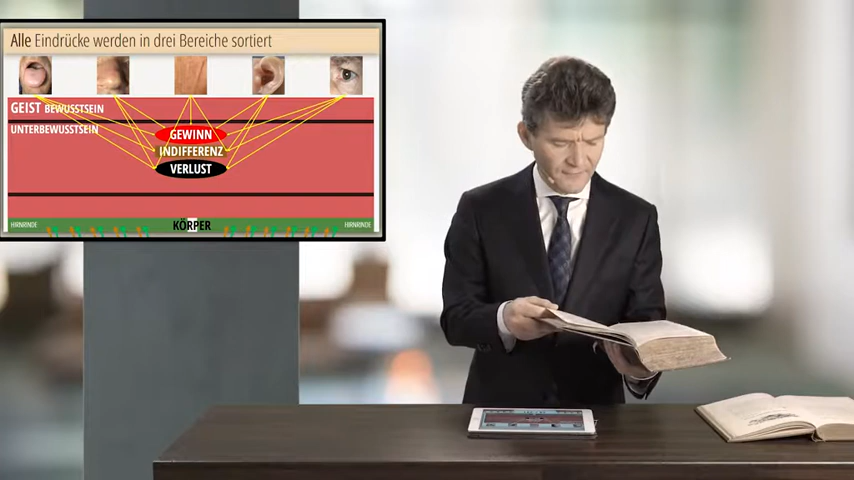 Alle Eindrücke werden in drei Bereiche sortiert
GEIST BEWUSSTSEIN
UNTERBEWUSSTSEIN
GEWINN
INDIFFERENZ
VERLUST
HIRNRINDE
KÖRPER
HIRNRINDE